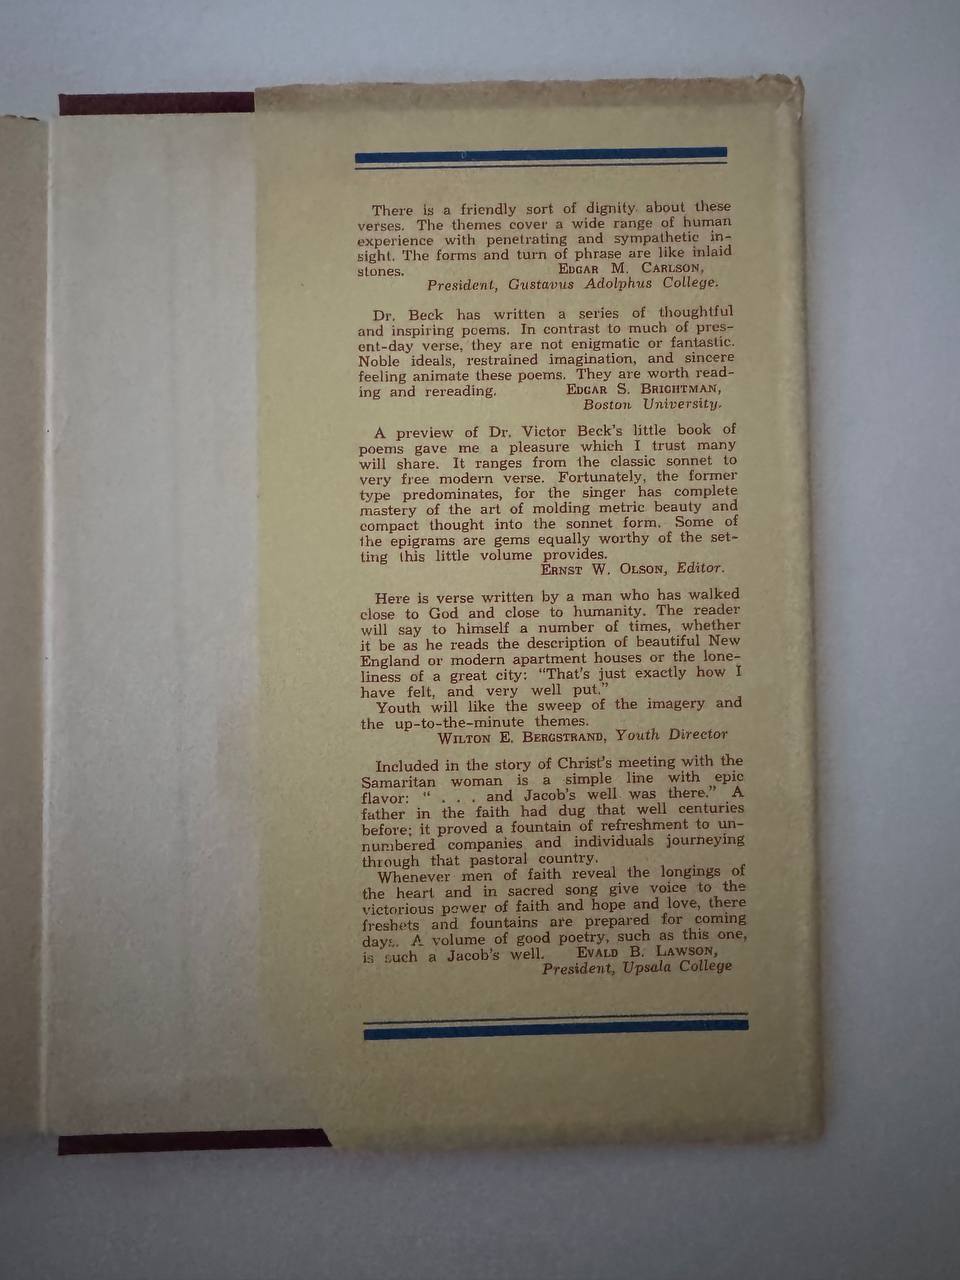 There is a friendly sort of dignity about these
verses. The themes cover a wide range of human
experience with penetrating and sympathetic in-
sight. The forms and turn of phrase are like inlaid
stones. EDGAR M. CARLSON,
President, Gustavus Adolphus College.
Dr. Beck has written a series of thoughtful
and inspiring poems. In contrast to much of pres-
ent-day verse, they are not enigmatic or fantastic.
Noble ideals, restrained imagination, and sincere
feeling animate these poems. They are worth read-
ing and rereading. EDGAR S. BRIGHTMAN,
Boston University.
A preview of Dr. Victor Beck's little book of
poems gave me a pleasure which I trust many
will share. It ranges from the classic sonnet to
very free modern verse. Fortunately, the former
type predominates, for the singer has complete
mastery of the art of molding metric beauty and
compact thought into the sonnet form. Some of
the epigrams are gems equally worthy of the set-
ting this little volume provides.
ERNST W. OLSON, Editor.
Here is verse written by a man who has walked
close to God and close to humanity. The reader
will say to himself a number of times, whether
it be as he reads the description of beautiful New
England or modern apartment houses or the lone-
liness of a great city: "That's just exactly how I
have felt, and very well put."
Youth will like the sweep of the imagery and
the up-to-the-minute themes.
WILTON E. BERGSTRAND, Youth Director
Included in the story of Christ's meeting with the
Samaritan woman is a simple line with epic
flavor: " . . . and Jacob's well was there." A
father in the faith had dug that well centuries
before; it proved a fountain of refreshment to un-
numbered companies and individuals journeying
through that pastoral country.
Whenever men of faith reveal the longings of
the heart and in sacred song give voice to the
victorious power of faith and hope and love, there
freshets and fountains are prepared for coming
days. A volume of good poetry, such as this one,
is such a Jacob's well. EVALD B. LAWSON,
President, Upsala College